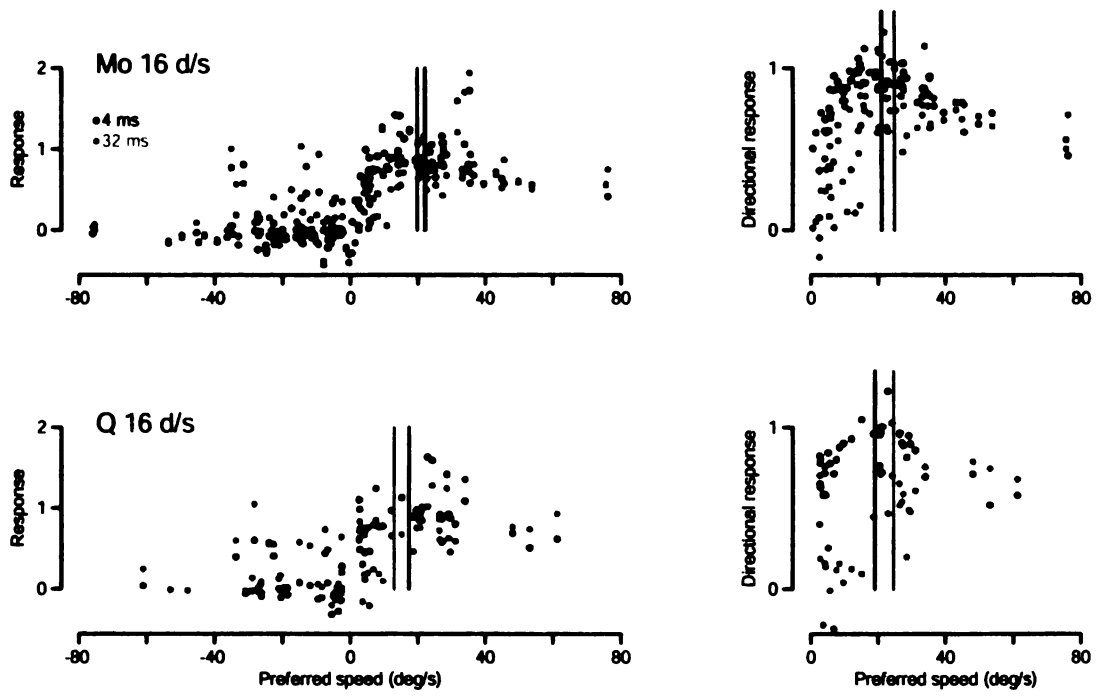 Mo 16 d/s
4 ms
32 ms
Response
2
1
0
-80 -40 0 40 80
Directional response
1
0
0 40 80
Q 16 d/s
Response
2
1
0
-80 -40 0 40 80
Preferred speed (deg/s)
Directional response
1
0
0 40 80
Preferred speed (deg/s)